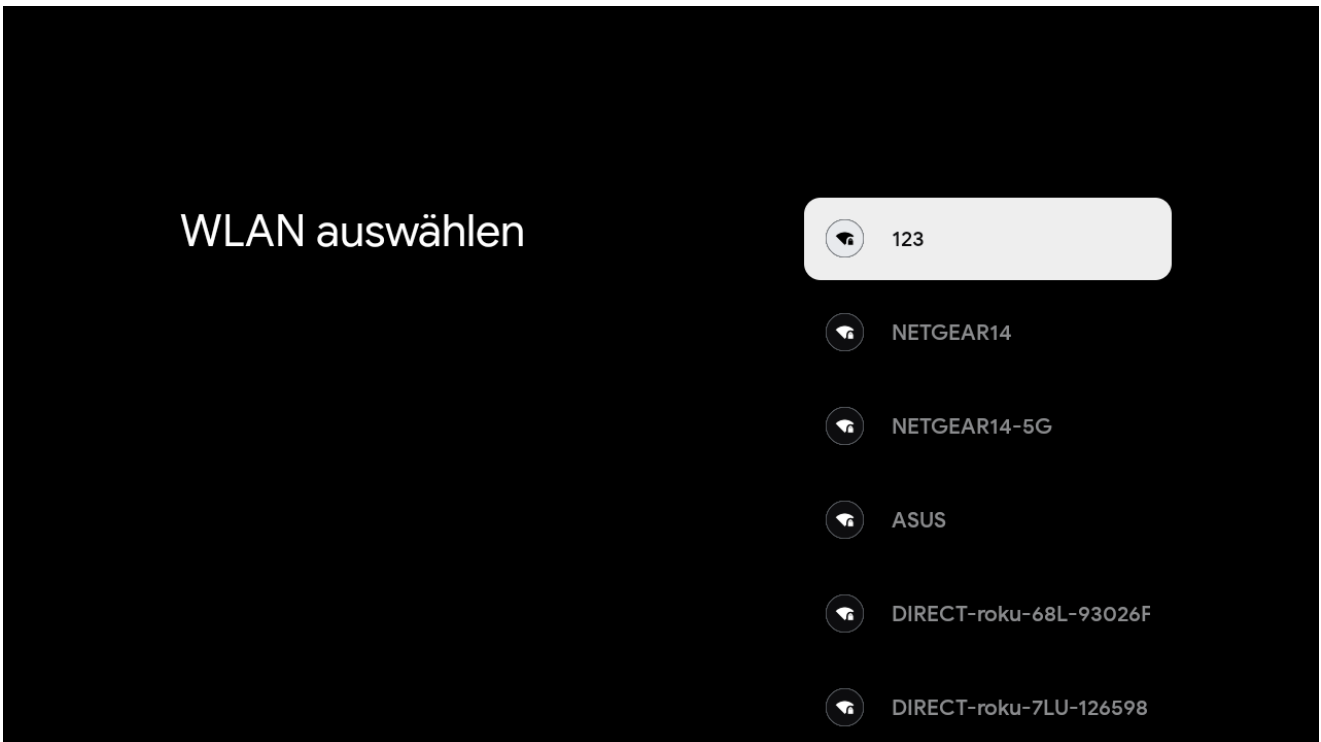 WLAN auswählen
123
NETGEAR14
NETGEAR14-5G
ASUS
DIRECT-roku-68L-93026F
DIRECT-roku-7LU-126598